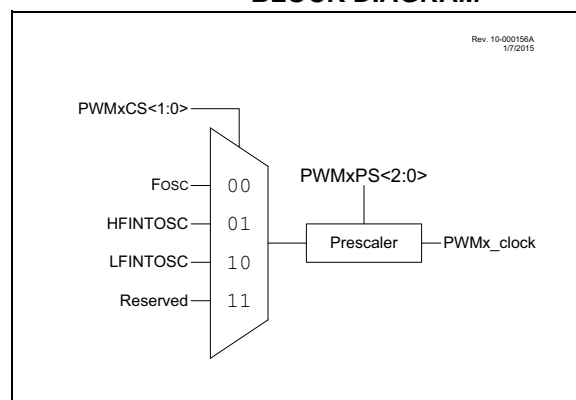 BLOCK DIAGRAM
Rev. 10-000156A
1/7/2015
PWMxCS<1:0>
FOSC
00
HFINTOSC
01
LFINTOSC
10
Reserved
11
PWMxPS<2:0>
Prescaler
PWMx_clock